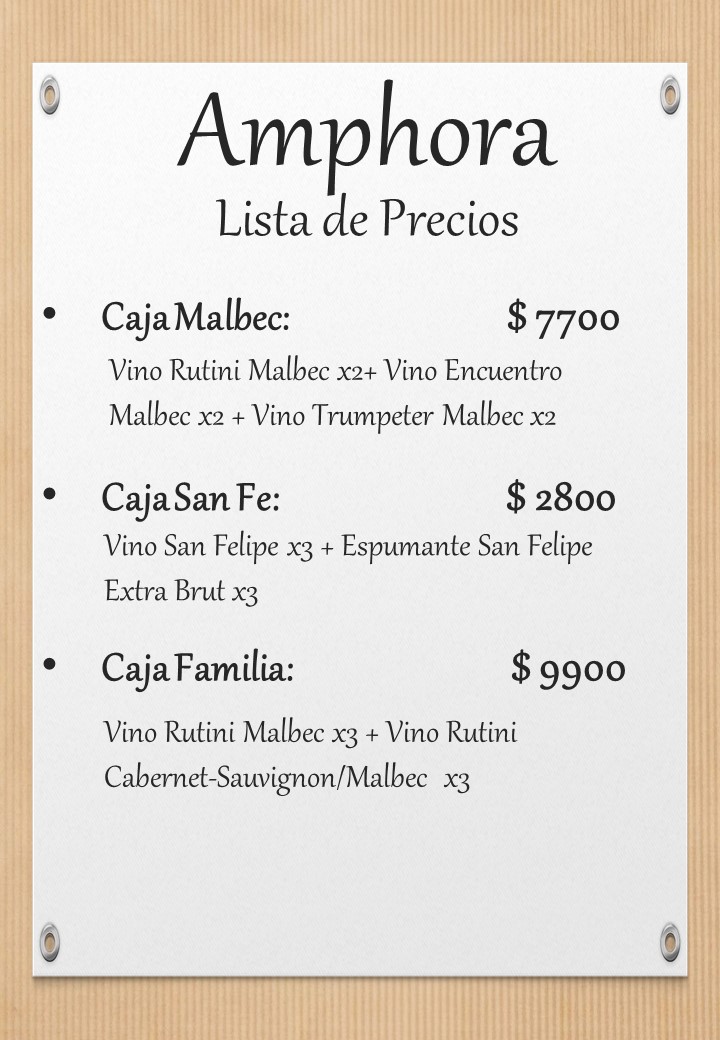 Amphora
Lista de Precios
• Caja Malbec: $ 7700
Vino Rutini Malbec x2+ Vino Encuentro
Malbec x2 + Vino Trumpeter Malbec x2
• Caja San Fe: $ 2800
Vino San Felipe x3 + Espumante San Felipe
Extra Brut x3
• Caja Familia: $ 9900
Vino Rutini Malbec x3 + Vino Rutini
Cabernet-Sauvignon/Malbec x3